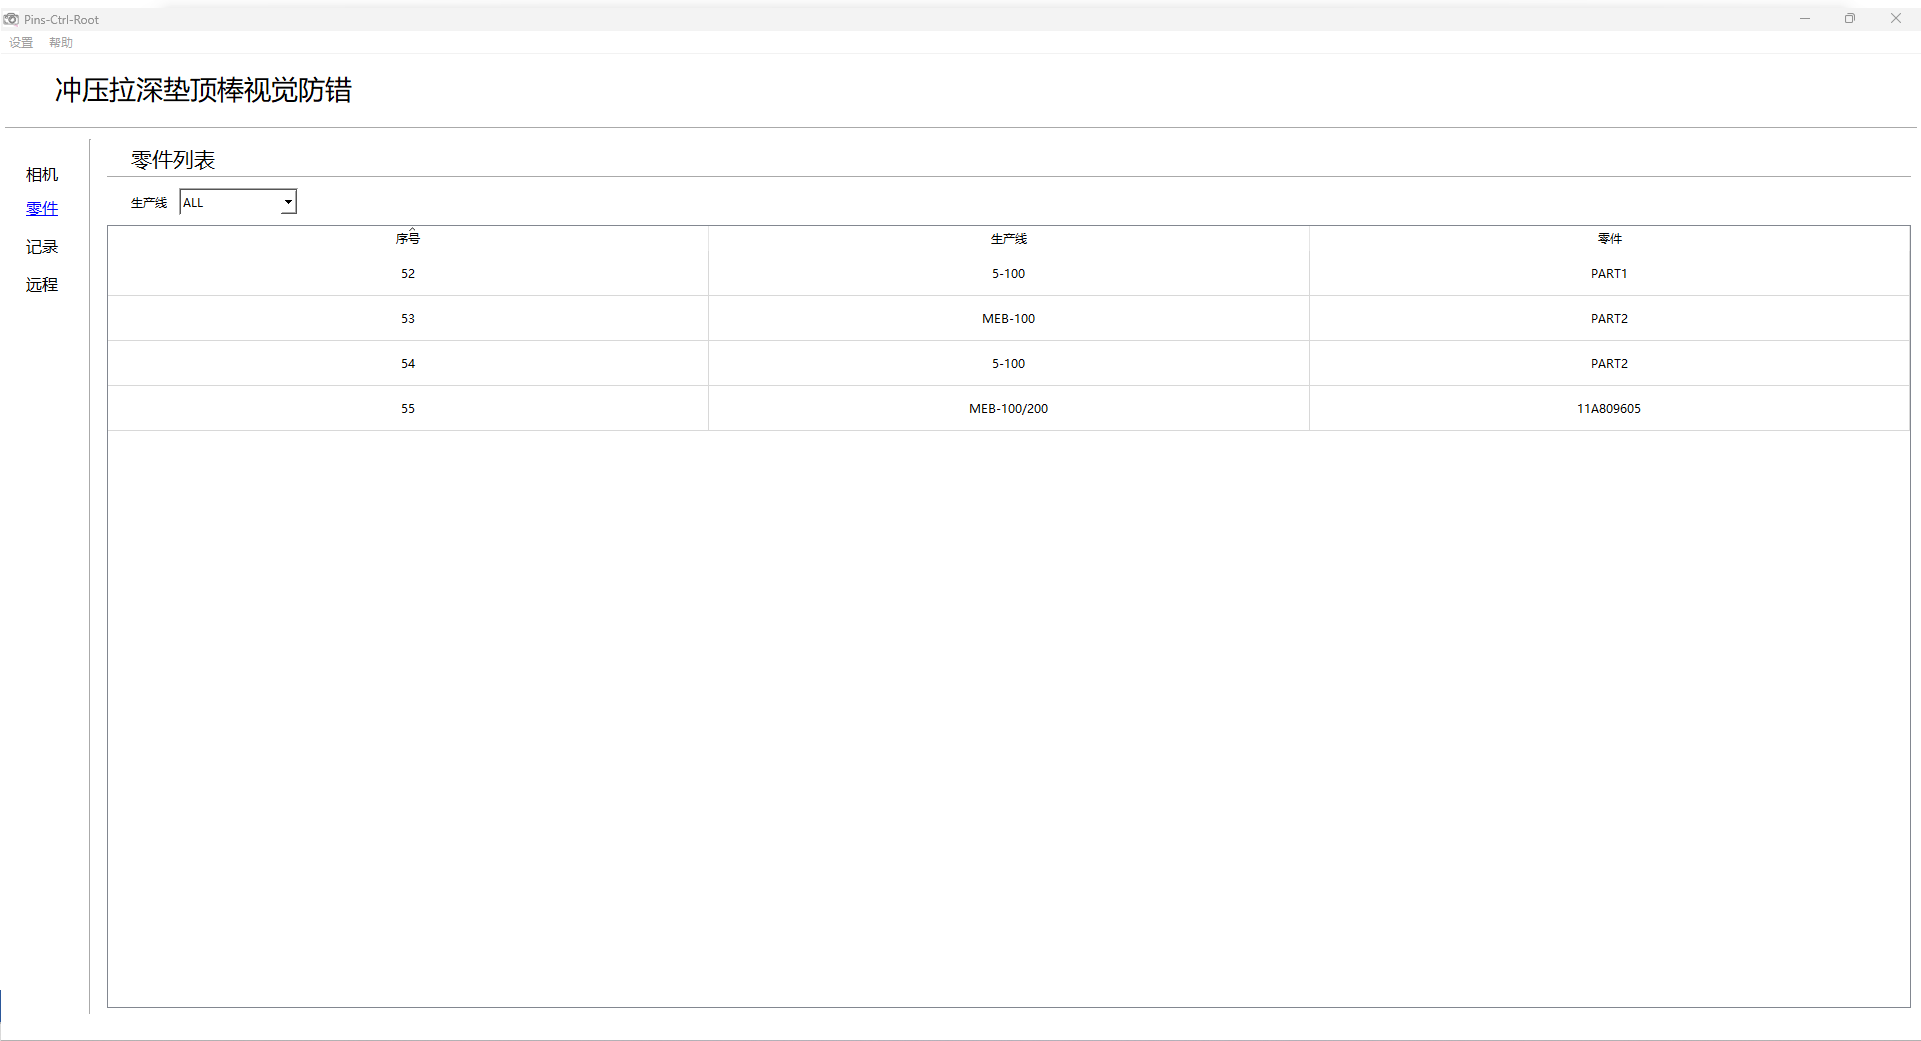 Pins-Ctrl-Root
设置 帮助
冲压拉深垫顶棒视觉防错
相机
零件
记录
远程
零件列表
生产线 ALL
序号 生产线 零件
52 5-100 PART1
53 MEB-100 PART2
54 5-100 PART2
55 MEB-100/200 11A809605